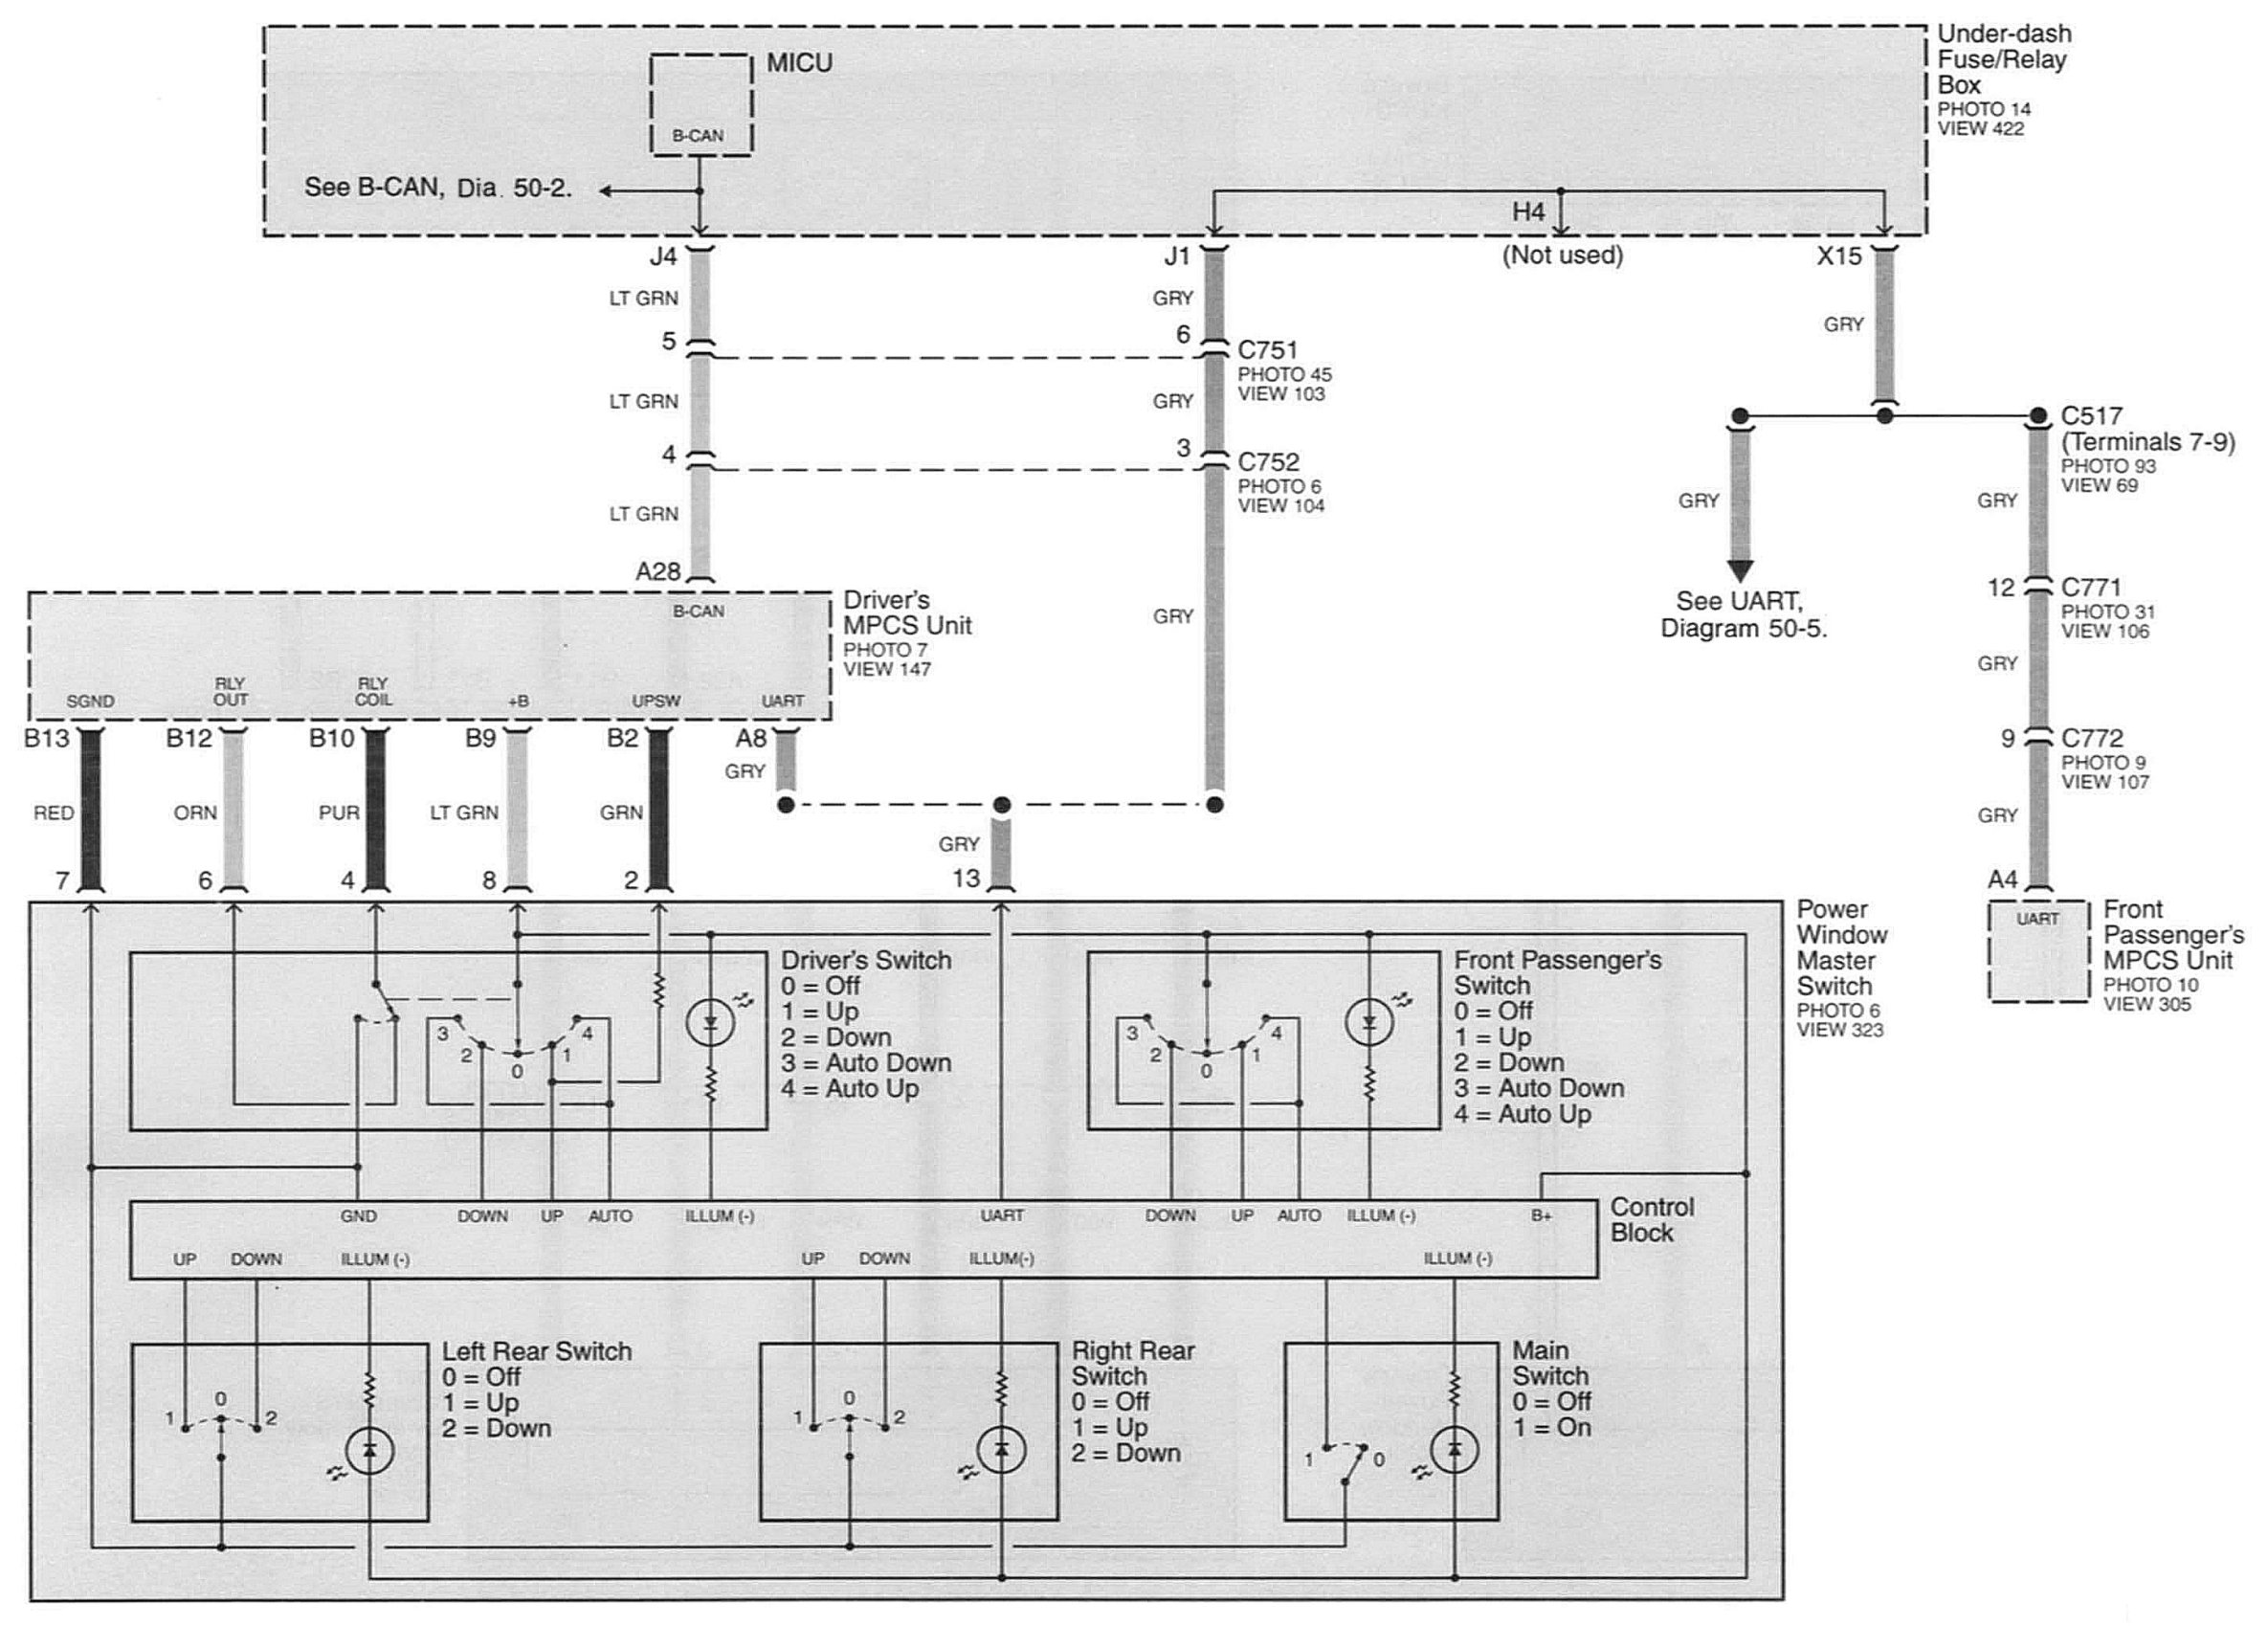 Under-dash
Fuse/Relay
Box
PHOTO 14
VIEW 422
MICU
B-CAN
See B-CAN, Dia. 50-2.
H4
J4
J1
(Not used)
X15
LT GRN
GRY
GRY
5
6
C751
PHOTO 45
VIEW 103
LT GRN
GRY
4
3
C752
PHOTO 6
VIEW 104
LT GRN
GRY
C517
(Terminals 7-9)
PHOTO 93
VIEW 69
GRY
GRY
See UART,
Diagram 50-5.
12
C771
PHOTO 31
VIEW 106
GRY
9
C772
PHOTO 9
VIEW 107
GRY
A4
UART
Front
Passenger's
MPCS Unit
PHOTO 10
VIEW 305
A28
B-CAN
Driver's
MPCS Unit
PHOTO 7
VIEW 147
SGND
RLY
OUT
RLY
COIL
+B
UPSW
UART
B13
B12
B10
B9
B2
A8
GRY
RED
ORN
PUR
LT GRN
GRN
GRY
7
6
4
8
2
13
Power
Window
Master
Switch
PHOTO 6
VIEW 323
3
2
0
1
4
Driver's Switch
0 = Off
1 = Up
2 = Down
3 = Auto Down
4 = Auto Up
3
2
0
1
4
Front Passenger's
Switch
0 = Off
1 = Up
2 = Down
3 = Auto Down
4 = Auto Up
GND
DOWN
UP
AUTO
ILLUM (-)
UART
DOWN
UP
AUTO
ILLUM (-)
B+
Control
Block
UP
DOWN
ILLUM (-)
UP
DOWN
ILLUM(-)
ILLUM (-)
1
0
2
Left Rear Switch
0 = Off
1 = Up
2 = Down
1
0
2
Right Rear
Switch
0 = Off
1 = Up
2 = Down
1
0
Main
Switch
0 = Off
1 = On